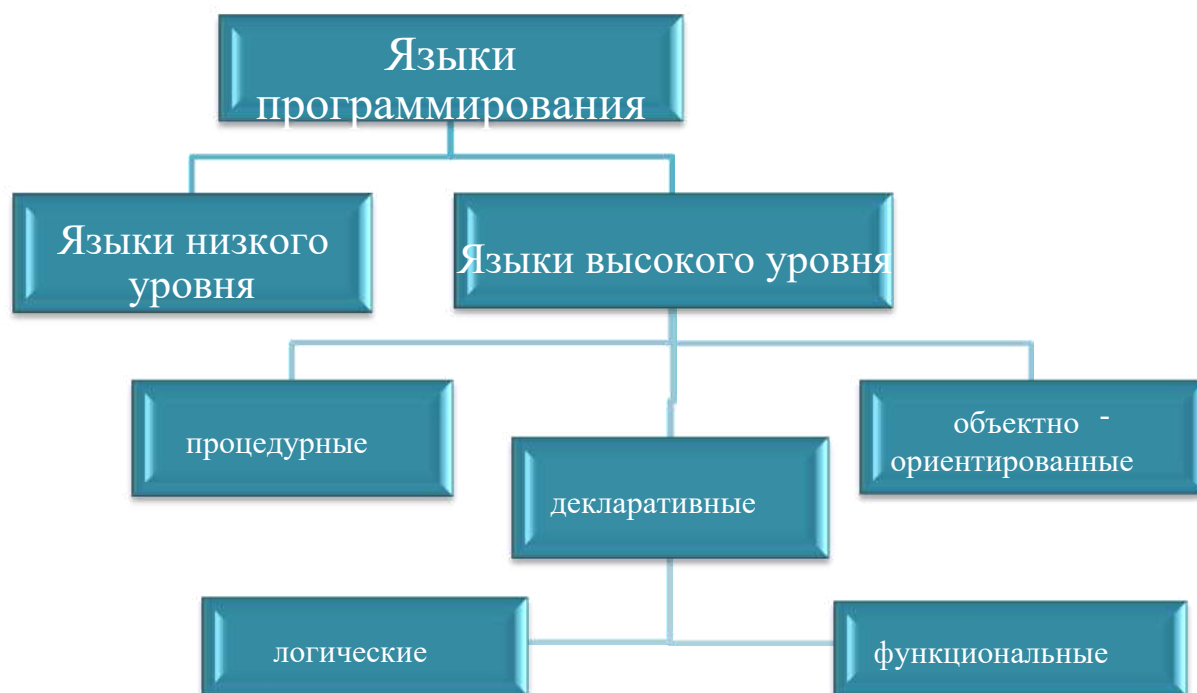 Языки
программирования
Языки низкого
уровня
Языки высокого уровня
процедурные
декларативные
объектно -
ориентированные
логические
функциональные